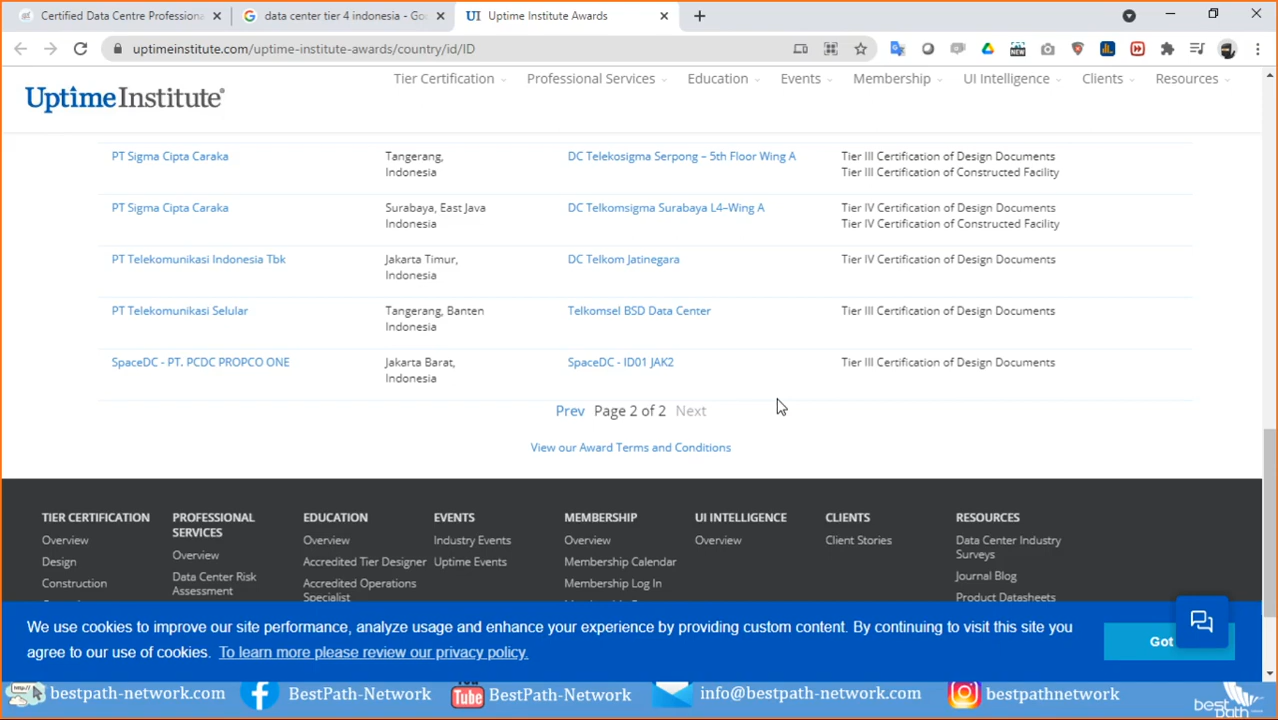 Certified Data Centre Professiona
data center tier 4 indonesia - Go
UI Uptime Institute Awards
uptimeinstitute.com/uptime-institute-awards/country/id/ID
NEW
Tier Certification
Professional Services
Education
Events
Membership
UI Intelligence
Clients
Resources
UptimeInstitute®
PT Sigma Cipta Caraka
Tangerang,
Indonesia
DC Telekosigma Serpong – 5th Floor Wing A
Tier III Certification of Design Documents
Tier III Certification of Constructed Facility
PT Sigma Cipta Caraka
Surabaya, East Java
Indonesia
DC Telkomsigma Surabaya L4–Wing A
Tier IV Certification of Design Documents
Tier IV Certification of Constructed Facility
PT Telekomunikasi Indonesia Tbk
Jakarta Timur,
Indonesia
DC Telkom Jatinegara
Tier IV Certification of Design Documents
PT Telekomunikasi Selular
Tangerang, Banten
Indonesia
Telkomsel BSD Data Center
Tier III Certification of Design Documents
SpaceDC - PT. PCDC PROPCO ONE
Jakarta Barat,
Indonesia
SpaceDC - ID01 JAK2
Tier III Certification of Design Documents
Prev Page 2 of 2 Next
View our Award Terms and Conditions
TIER CERTIFICATION
Overview
Design
Construction
PROFESSIONAL
SERVICES
Overview
Data Center Risk
Assessment
EDUCATION
Overview
Accredited Tier Designer
Accredited Operations
Specialist
EVENTS
Industry Events
Uptime Events
MEMBERSHIP
Overview
Membership Calendar
Membership Log In
UI INTELLIGENCE
Overview
CLIENTS
Client Stories
RESOURCES
Data Center Industry
Surveys
Journal Blog
Product Datasheets
We use cookies to improve our site performance, analyze usage and enhance your experience by providing custom content. By continuing to visit this site you
agree to our use of cookies. To learn more please review our privacy policy.
Got
http://
bestpath-network.com
BestPath-Network
You Tube
BestPath-Network
info@bestpath-network.com
bestpathnetwork
best path